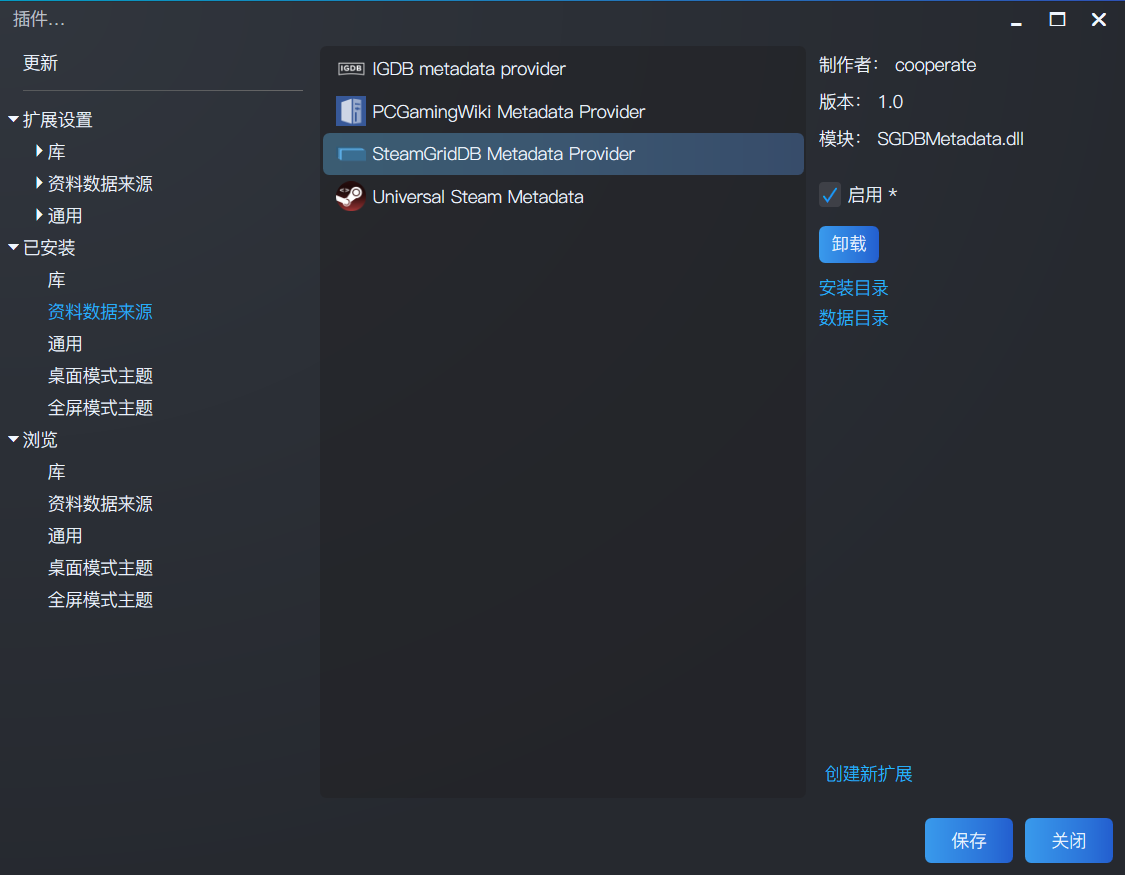 插件...
更新
扩展设置
库
资料数据来源
通用
已安装
库
资料数据来源
通用
桌面模式主题
全屏模式主题
浏览
库
资料数据来源
通用
桌面模式主题
全屏模式主题
IGDB IGDB metadata provider
PCGamingWiki Metadata Provider
SteamGridDB Metadata Provider
Universal Steam Metadata
制作者： cooperate
版本： 1.0
模块： SGDBMetadata.dll
启用 *
卸载
安装目录
数据目录
创建新扩展
保存 关闭